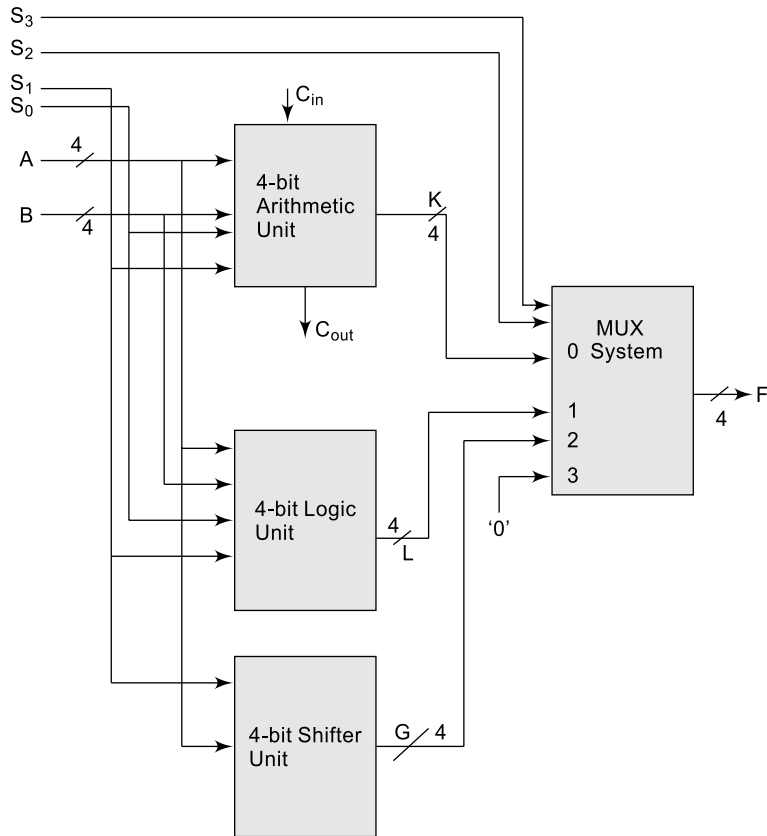 S3
S2
S1
S0
Cin
A
4
B
4
4-bit
Arithmetic
Unit
K
4
Cout
MUX
System
0
1
2
3
F
4
4-bit Logic
Unit
4
L
‘0’
4-bit Shifter
Unit
G
4